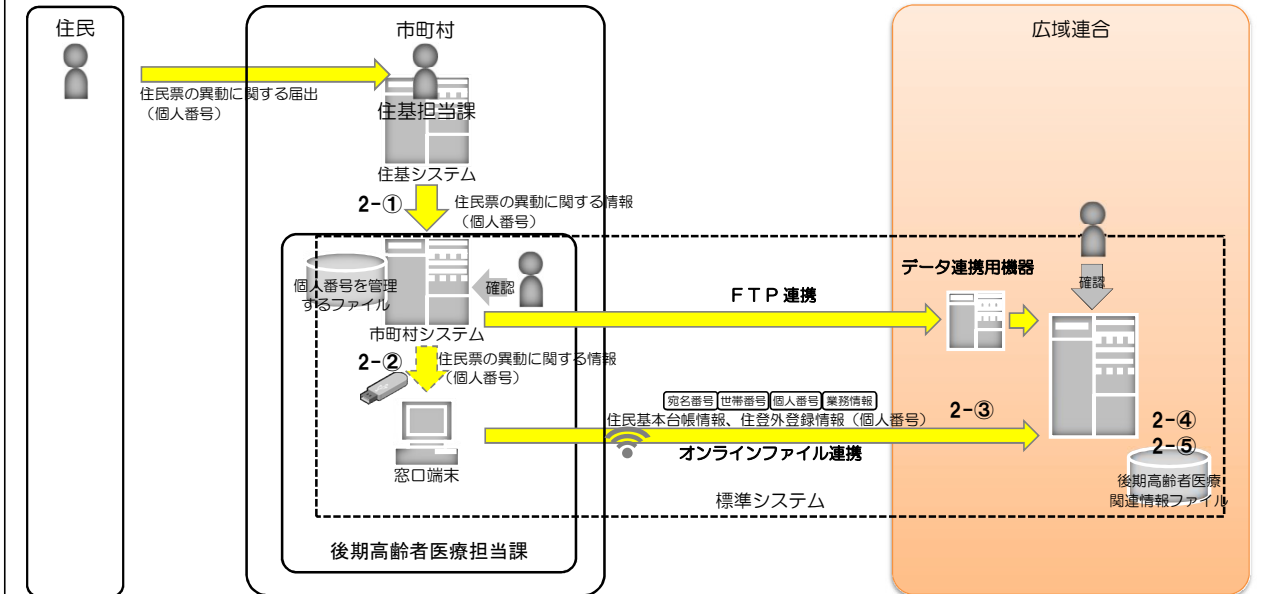 住民
市町村
広域連合
住民票の異動に関する届出
（個人番号）
住基担当課
住基システム
2-①
住民票の異動に関する情報
（個人番号）
個人番号を管理
するファイル
確認
市町村システム
ＦＴＰ連携
データ連携用機器
確認
2-②
住民票の異動に関する情報
（個人番号）
窓口端末
宛名番号 世帯番号 個人番号 業務情報
住民基本台帳情報、住登外登録情報（個人番号）
2-③
オンラインファイル連携
2-④
2-⑤
後期高齢者医療
関連情報ファイル
標準システム
後期高齢者医療担当課